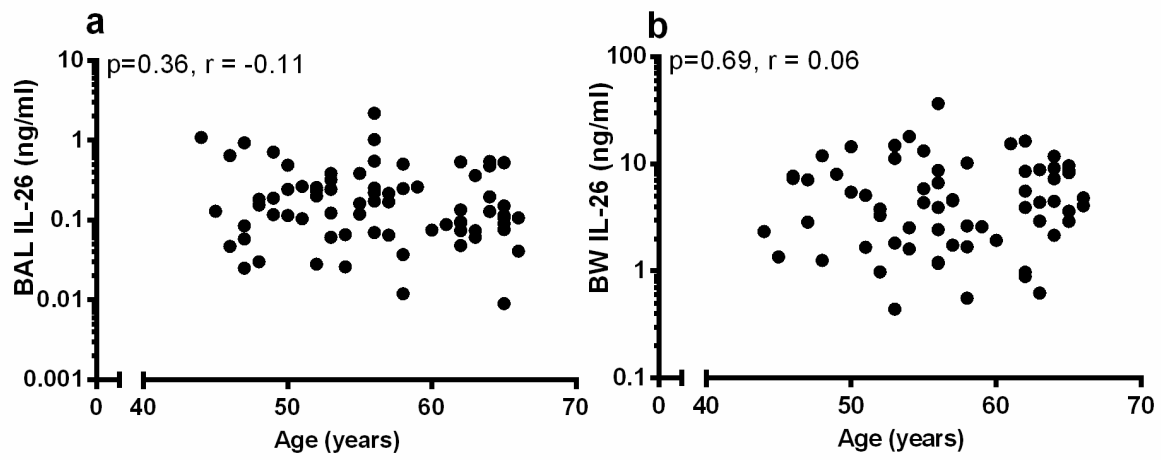 a
p=0.36, r = -0.11
10
1
0.1
0.01
0.001
BAL IL-26 (ng/ml)
0 40 50 60 70
Age (years)
b
p=0.69, r = 0.06
100
10
1
0.1
BW IL-26 (ng/ml)
0 40 50 60 70
Age (years)